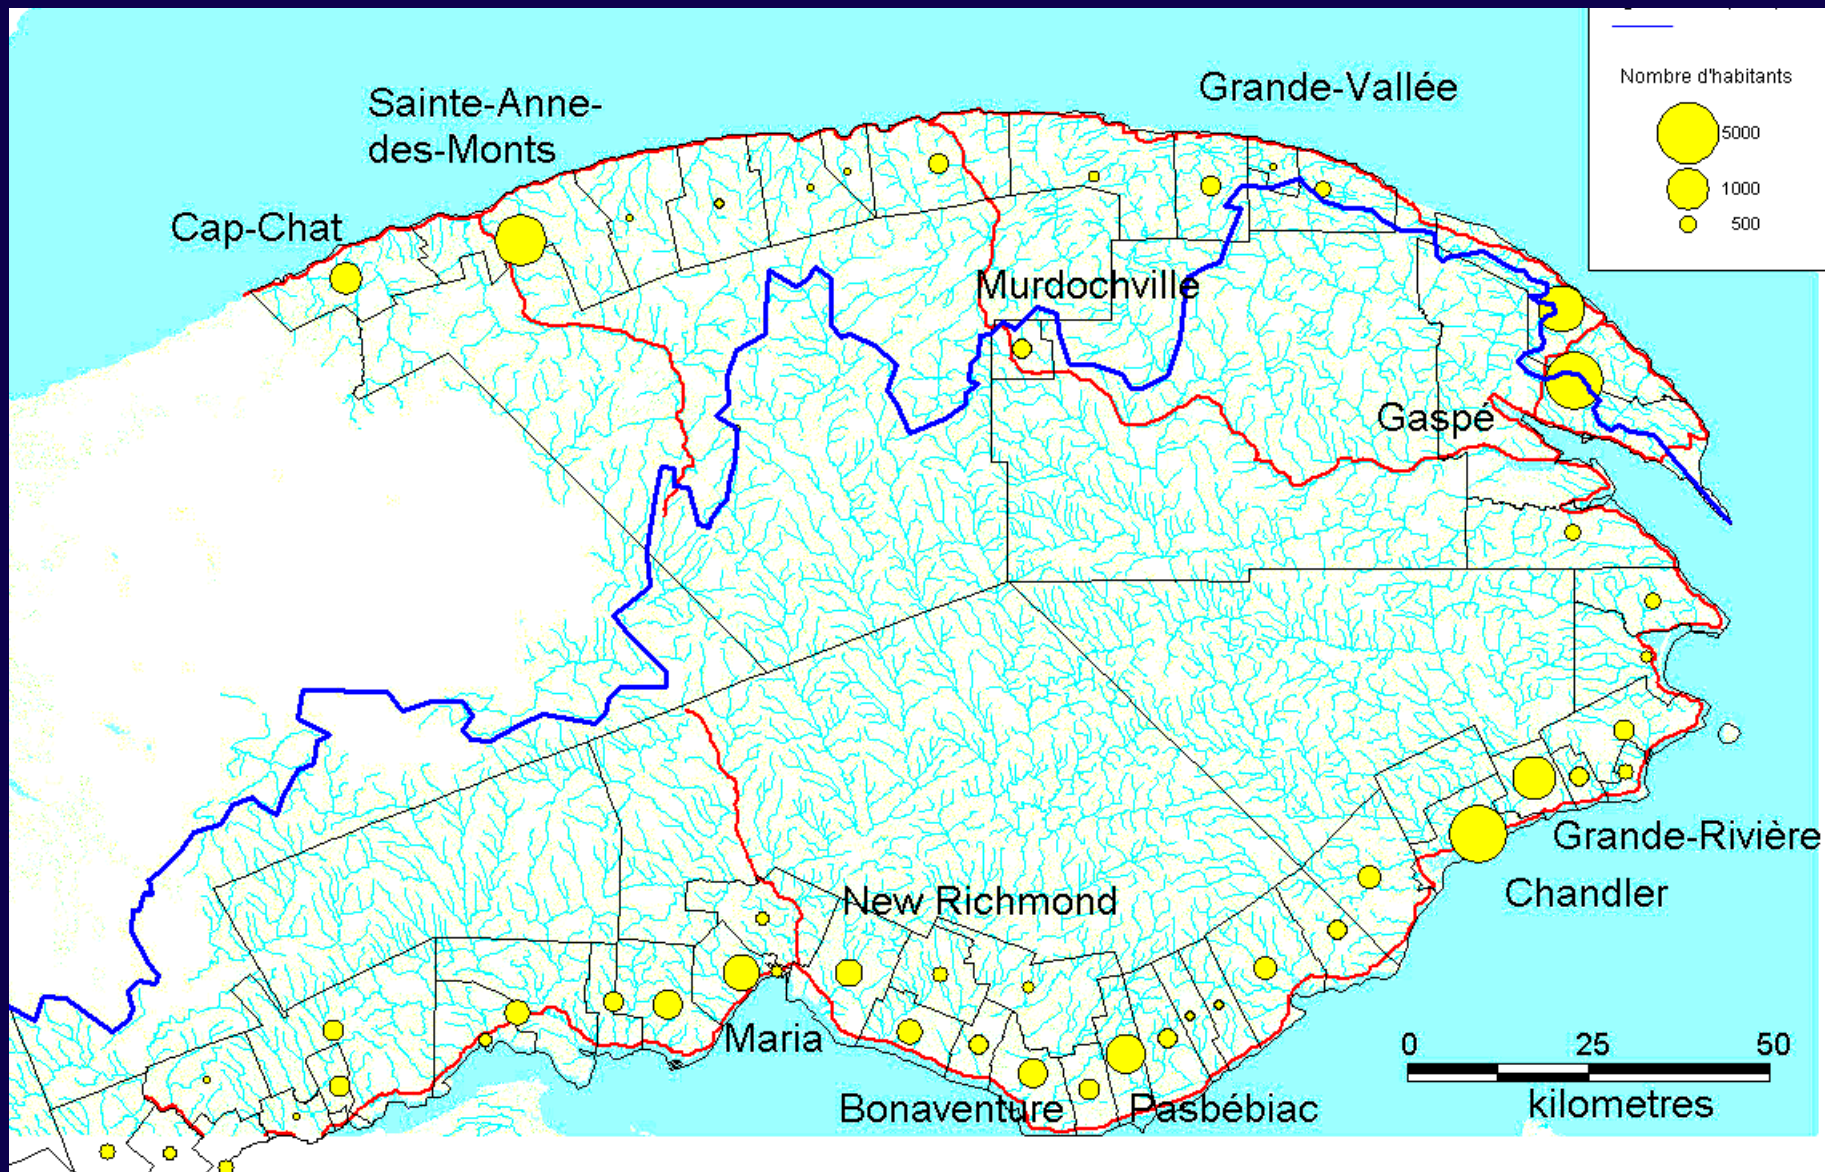 Nombre d'habitants
5000
1000
500
Grande-Vallée
Sainte-Anne-
des-Monts
Cap-Chat
Murdochville
Gaspé
Grande-Rivière
Chandler
New Richmond
Maria
Bonaventure
Pasbébiac
0 25 50
kilometres